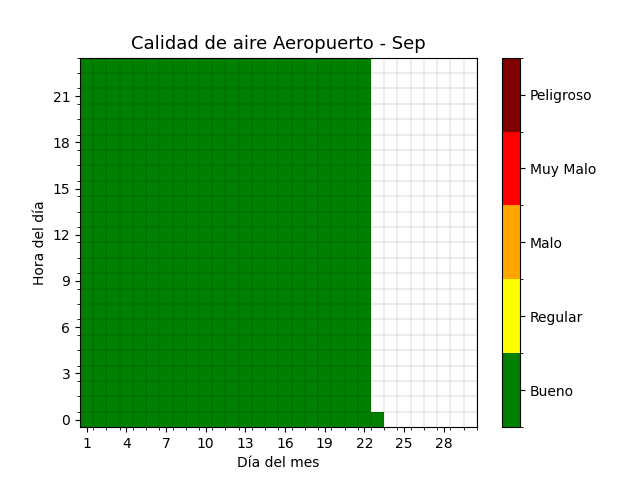 Calidad de aire Aeropuerto - Sep
21
18
15
12
9
6
3
0
Hora del día
1 4 7 10 13 16 19 22 25 28
Día del mes
Peligroso
Muy Malo
Malo
Regular
Bueno